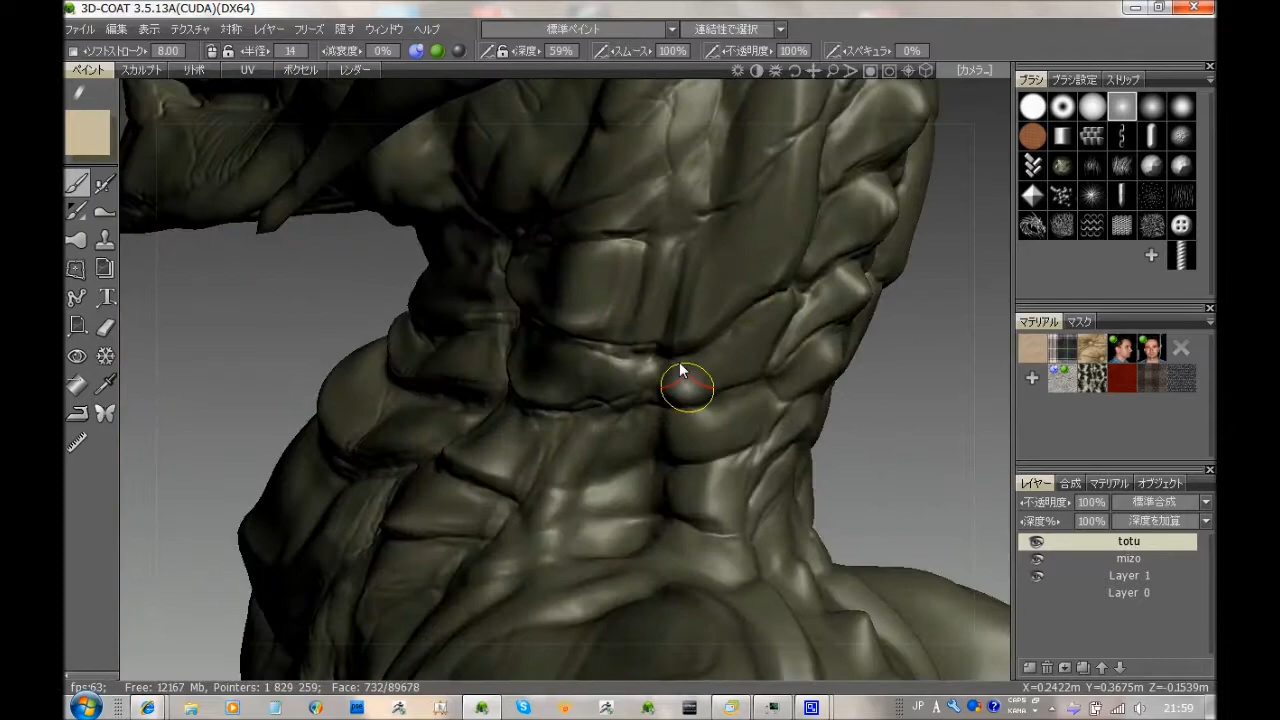 3D-COAT 3.5.13A(CUDA)(DX64)
ファイル 編集 表示 テクスチャ 対称 レイヤー フリーズ 隠す ウィンドウ ヘルプ 標準ペイント 連結性で選択
ソフトストローク 8.00 半径 14 減衰度 0% 深度 59% スムース 100% 不透明度 100% スペキュラ 0%
ペイント スカルプト リトポ UV ボクセル レンダー [カメラ...]
ブラシ ブラシ設定 ストリップ
マテリアル マスク
レイヤー 合成 マテリアル オブジェクト
不透明度 100% 標準合成
深度% 100% 深度を加算
totu
mizo
Layer 1
Layer 0
fps:63; Free: 12167 Mb, Pointers: 1 829 259; Face: 732/89678 X=0.2422m Y=0.3675m Z=-0.1539m
JP A CAPS KANA 21:59